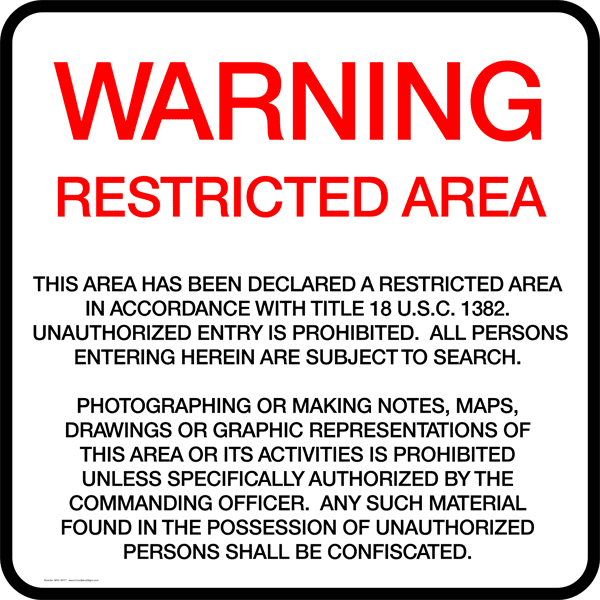 WARNING
RESTRICTED AREA
THIS AREA HAS BEEN DECLARED A RESTRICTED AREA
IN ACCORDANCE WITH TITLE 18 U.S.C. 1382.
UNAUTHORIZED ENTRY IS PROHIBITED.  ALL PERSONS
ENTERING HEREIN ARE SUBJECT TO SEARCH.
PHOTOGRAPHING OR MAKING NOTES, MAPS,
DRAWINGS OR GRAPHIC REPRESENTATIONS OF
THIS AREA OR ITS ACTIVITIES IS PROHIBITED
UNLESS SPECIFICALLY AUTHORIZED BY THE
COMMANDING OFFICER.  ANY SUCH MATERIAL
FOUND IN THE POSSESSION OF UNAUTHORIZED
PERSONS SHALL BE CONFISCATED.